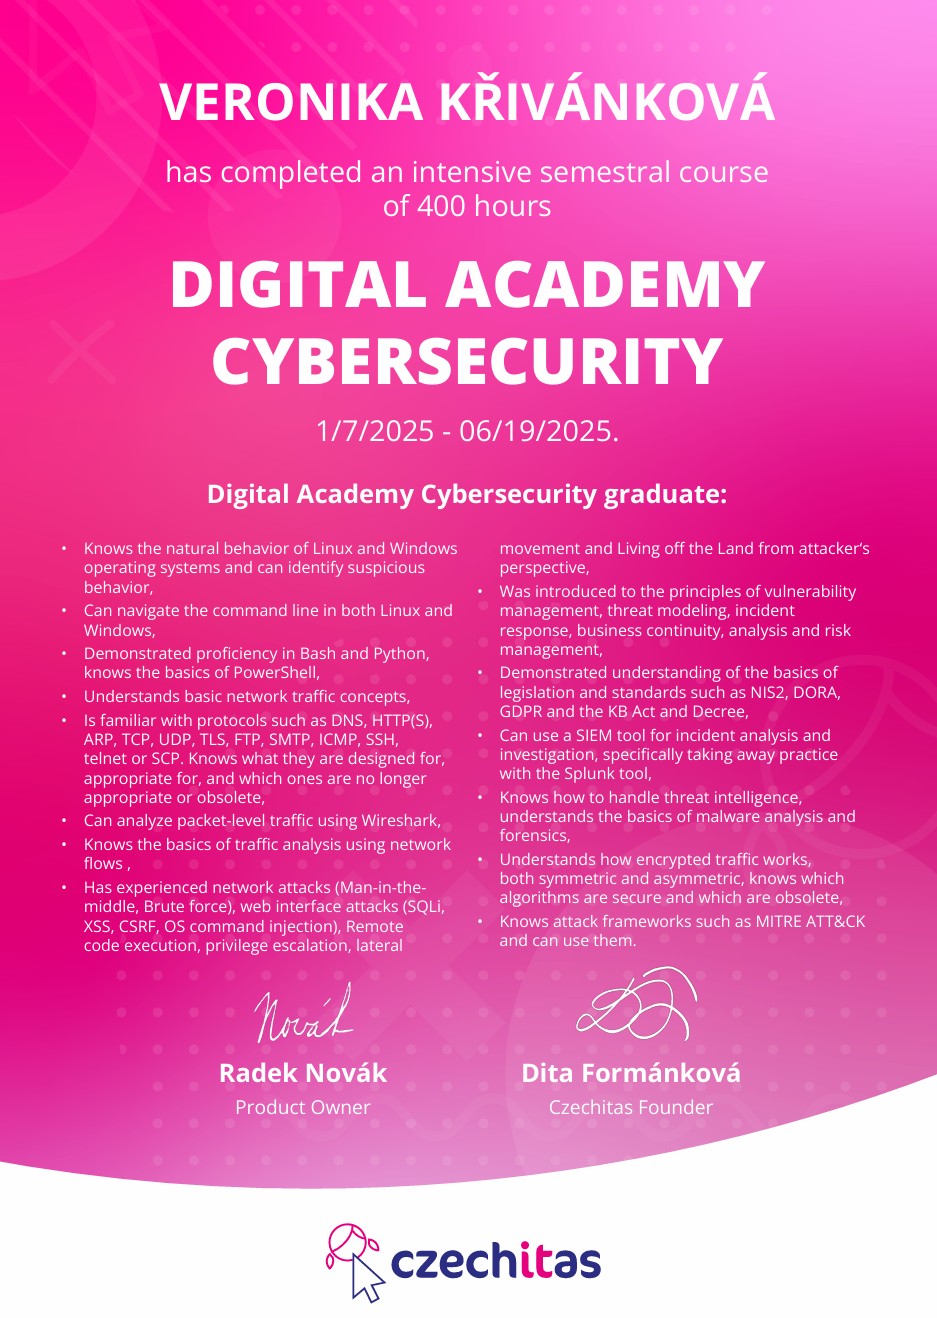 VERONIKA KŘIVÁNKOVÁ
has completed an intensive semestral course
of 400 hours
DIGITAL ACADEMY
CYBERSECURITY
1/7/2025 - 06/19/2025.
Digital Academy Cybersecurity graduate:
• Knows the natural behavior of Linux and Windows
operating systems and can identify suspicious
behavior,
• Can navigate the command line in both Linux and
Windows,
• Demonstrated proficiency in Bash and Python,
knows the basics of PowerShell,
• Understands basic network traffic concepts,
• Is familiar with protocols such as DNS, HTTP(S),
ARP, TCP, UDP, TLS, FTP, SMTP, ICMP, SSH,
telnet or SCP. Knows what they are designed for,
appropriate for, and which ones are no longer
appropriate or obsolete,
• Can analyze packet-level traffic using Wireshark,
• Knows the basics of traffic analysis using network
flows ,
• Has experienced network attacks (Man-in-the-
middle, Brute force), web interface attacks (SQLi,
XSS, CSRF, OS command injection), Remote
code execution, privilege escalation, lateral
movement and Living off the Land from attacker‘s
perspective,
• Was introduced to the principles of vulnerability
management, threat modeling, incident
response, business continuity, analysis and risk
management,
• Demonstrated understanding of the basics of
legislation and standards such as NIS2, DORA,
GDPR and the KB Act and Decree,
• Can use a SIEM tool for incident analysis and
investigation, specifically taking away practice
with the Splunk tool,
• Knows how to handle threat intelligence,
understands the basics of malware analysis and
forensics,
• Understands how encrypted traffic works,
both symmetric and asymmetric, knows which
algorithms are secure and which are obsolete,
• Knows attack frameworks such as MITRE ATT&CK
and can use them.
Novák
Radek Novák
Product Owner
Dita Formánková
Czechitas Founder
czechitas